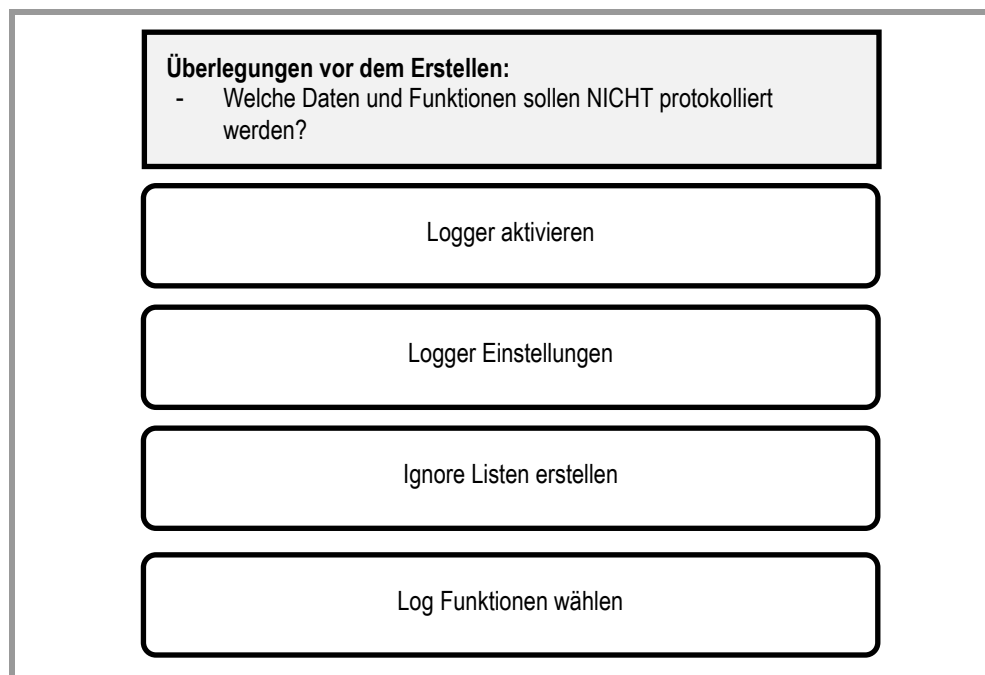 Überlegungen vor dem Erstellen:
- Welche Daten und Funktionen sollen NICHT protokolliert
werden?
Logger aktivieren
Logger Einstellungen
Ignore Listen erstellen
Log Funktionen wählen